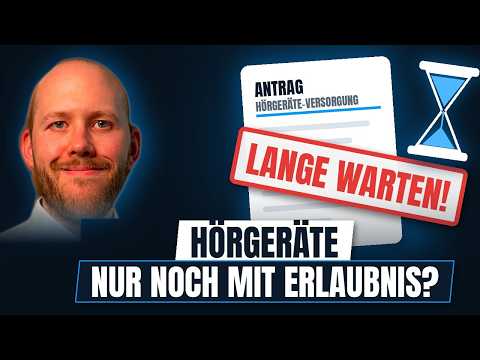 ANTRAG
HÖRGERÄTE-VERSORGUNG
LANGE WARTEN!
HÖRGERÄTE
NUR NOCH MIT ERLAUBNIS?